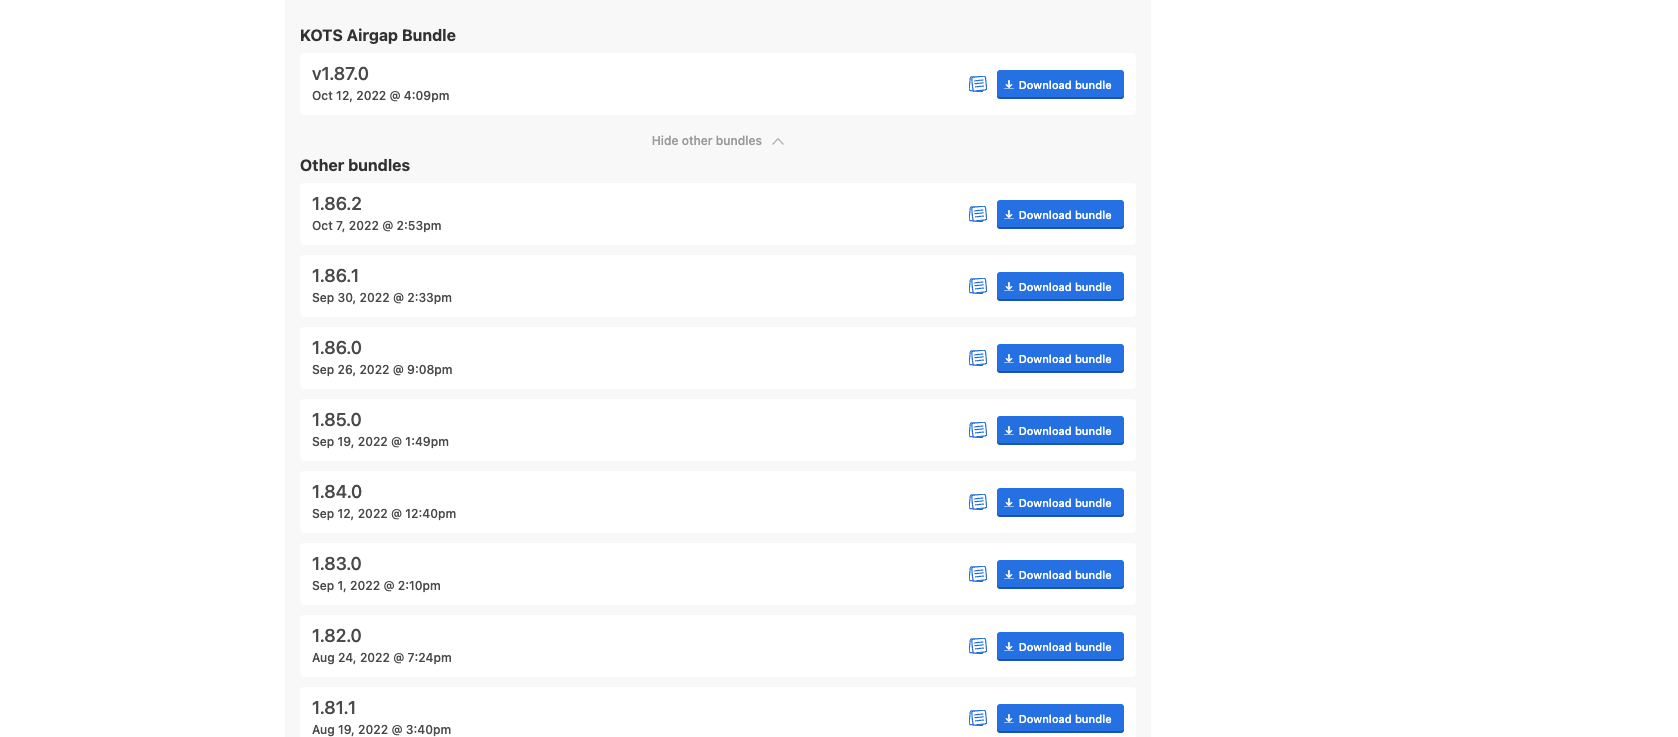 KOTS Airgap Bundle
v1.87.0
Oct 12, 2022 @ 4:09pm
Download bundle
Hide other bundles
Other bundles
1.86.2
Oct 7, 2022 @ 2:53pm
Download bundle
1.86.1
Sep 30, 2022 @ 2:33pm
Download bundle
1.86.0
Sep 26, 2022 @ 9:08pm
Download bundle
1.85.0
Sep 19, 2022 @ 1:49pm
Download bundle
1.84.0
Sep 12, 2022 @ 12:40pm
Download bundle
1.83.0
Sep 1, 2022 @ 2:10pm
Download bundle
1.82.0
Aug 24, 2022 @ 7:24pm
Download bundle
1.81.1
Aug 19, 2022 @ 3:40pm
Download bundle